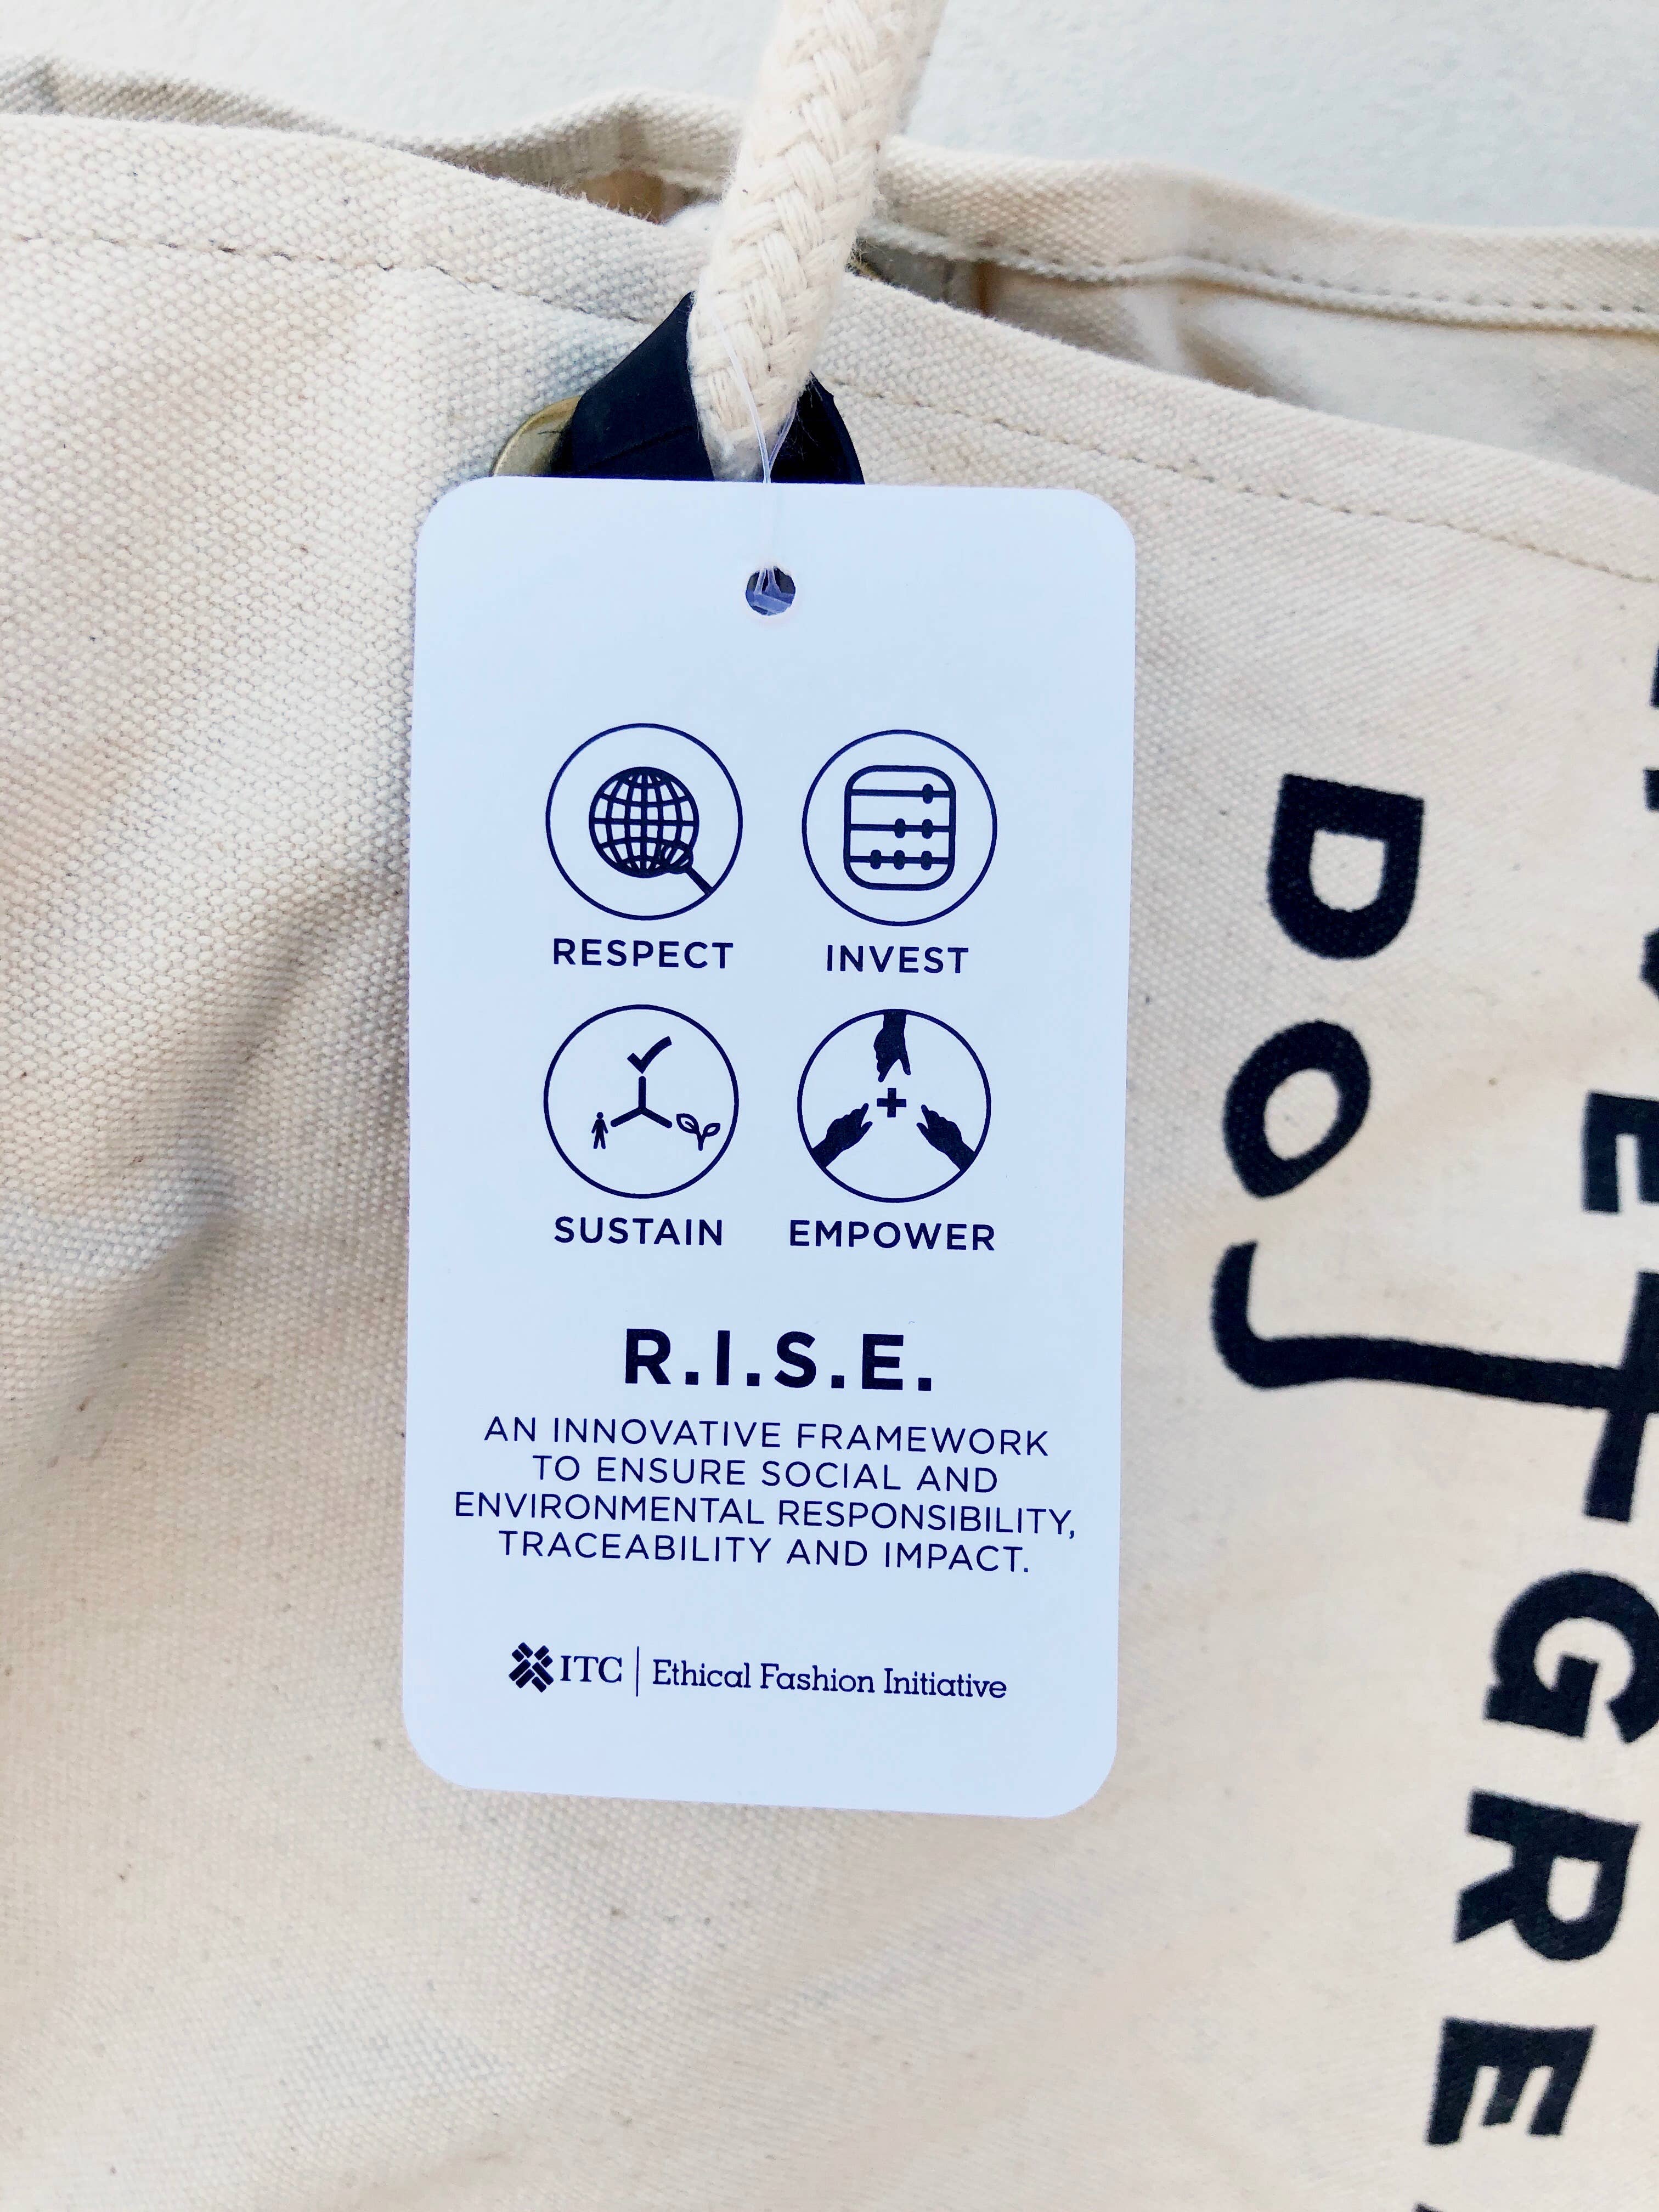 RESPECT
INVEST
SUSTAIN
EMPOWER
R.I.S.E.
AN INNOVATIVE FRAMEWORK
TO ENSURE SOCIAL AND
ENVIRONMENTAL RESPONSIBILITY,
TRACEABILITY AND IMPACT.
ITC | Ethical Fashion Initiative
DOS